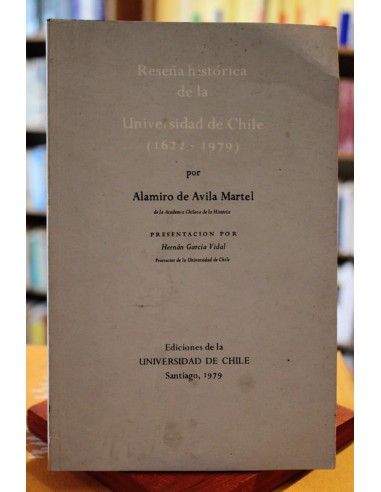 Reseña histórica
de la
Universidad de Chile
(1622 - 1979)
por
Alamiro de Avila Martel
de la Academia Chilena de la Historia
PRESENTACION POR
Hernán García Vidal
Prorrector de la Universidad de Chile
Ediciones de la
UNIVERSIDAD DE CHILE
Santiago, 1979